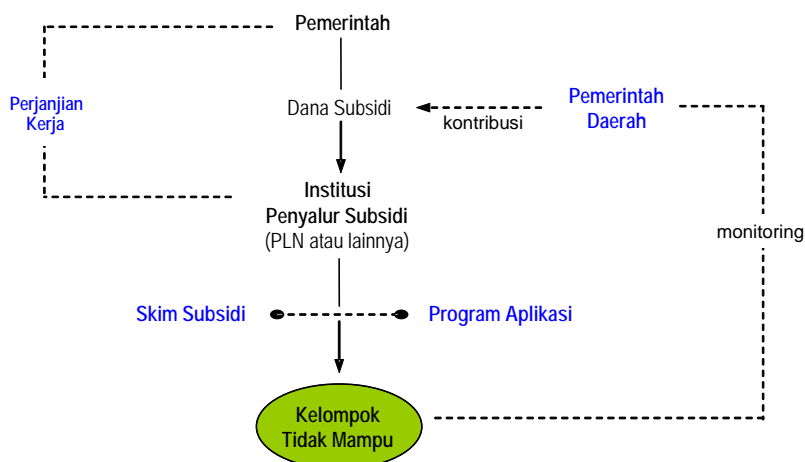 Pemerintah
Perjanjian
Kerja
Dana Subsidi
kontribusi
Pemerintah
Daerah
Institusi
Penyalur Subsidi
(PLN atau lainnya)
monitoring
Skim Subsidi
Program Aplikasi
Kelompok
Tidak Mampu